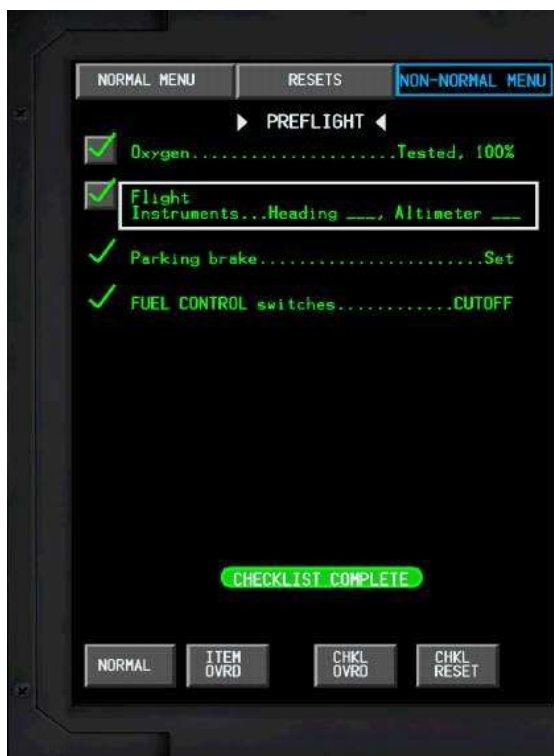 NORMAL MENU RESETS NON-NORMAL MENU
PREFLIGHT
Oxygen.....................Tested, 100%
Flight
Instruments...Heading ___, Altimeter ___
Parking brake.......................Set
FUEL CONTROL switches............CUTOFF
CHECKLIST COMPLETE
NORMAL ITEM OVRD CHKL OVRD CHKL RESET